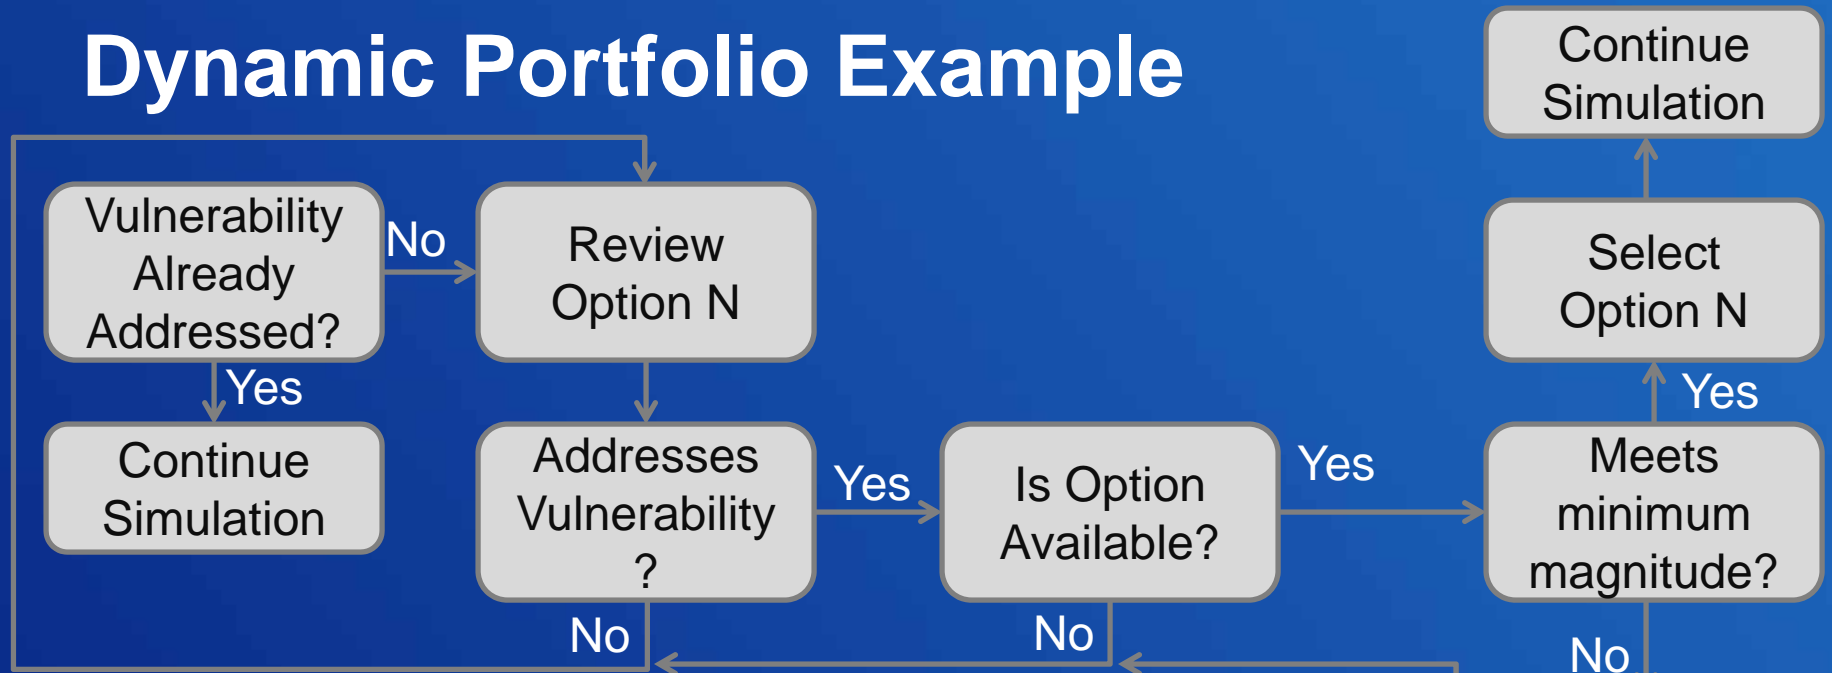 Dynamic Portfolio Example
Continue
Simulation
Vulnerability
Already
Addressed?
No
Review
Option N
Select
Option N
Yes
Yes
Continue
Simulation
Addresses
Vulnerability
?
Yes
Is Option
Available?
Yes
Meets
minimum
magnitude?
No
No
No